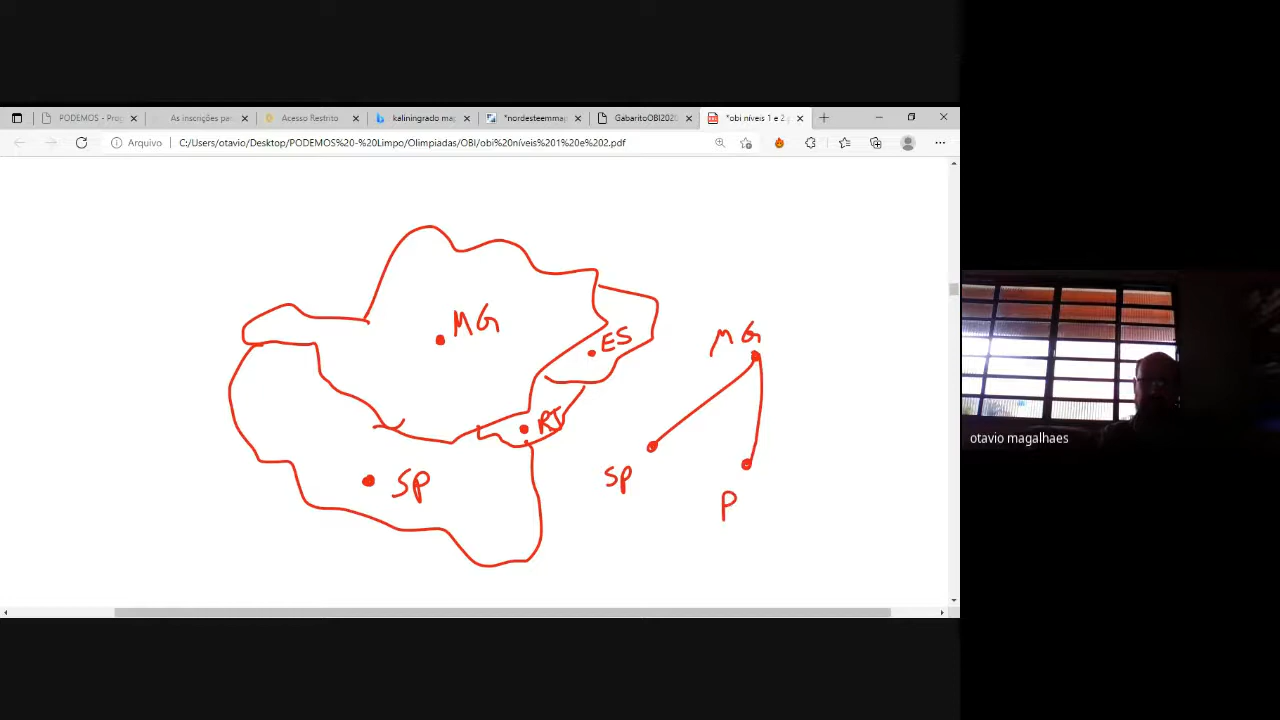 PODEMOS - Prog
As inscrições pa
Acesso Restrito
kaliningrado ma
*nordesteemma
GabaritoOBI202
*obi níveis 1 e 2
Arquivo
C:/Users/otavio/Desktop/PODEMOS%20-%20Limpo/Olimpiadas/OBI/obi%20níveis%201%20e%202.pdf
MG
ES
MG
RJ
SP
SP
P
otavio magalhaes